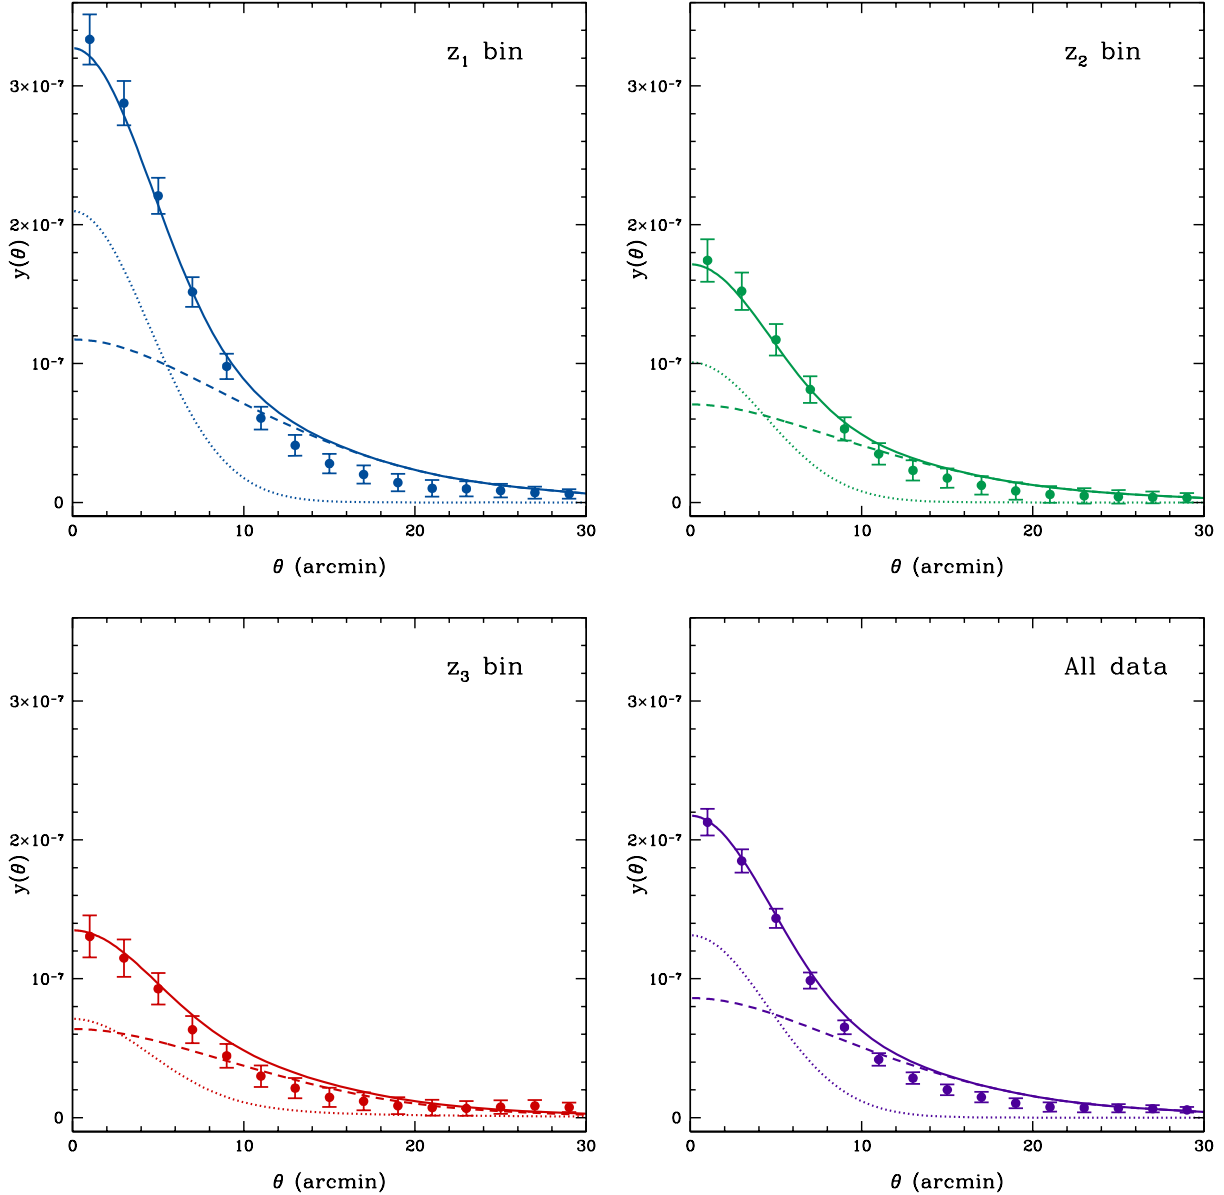 z₁ bin
3×10⁻⁷
2×10⁻⁷
10⁻⁷
0
y(θ)
0 10 20 30
θ (arcmin)
z₂ bin
3×10⁻⁷
2×10⁻⁷
10⁻⁷
0
y(θ)
0 10 20 30
θ (arcmin)
z₃ bin
3×10⁻⁷
2×10⁻⁷
10⁻⁷
0
y(θ)
0 10 20 30
θ (arcmin)
All data
3×10⁻⁷
2×10⁻⁷
10⁻⁷
0
y(θ)
0 10 20 30
θ (arcmin)